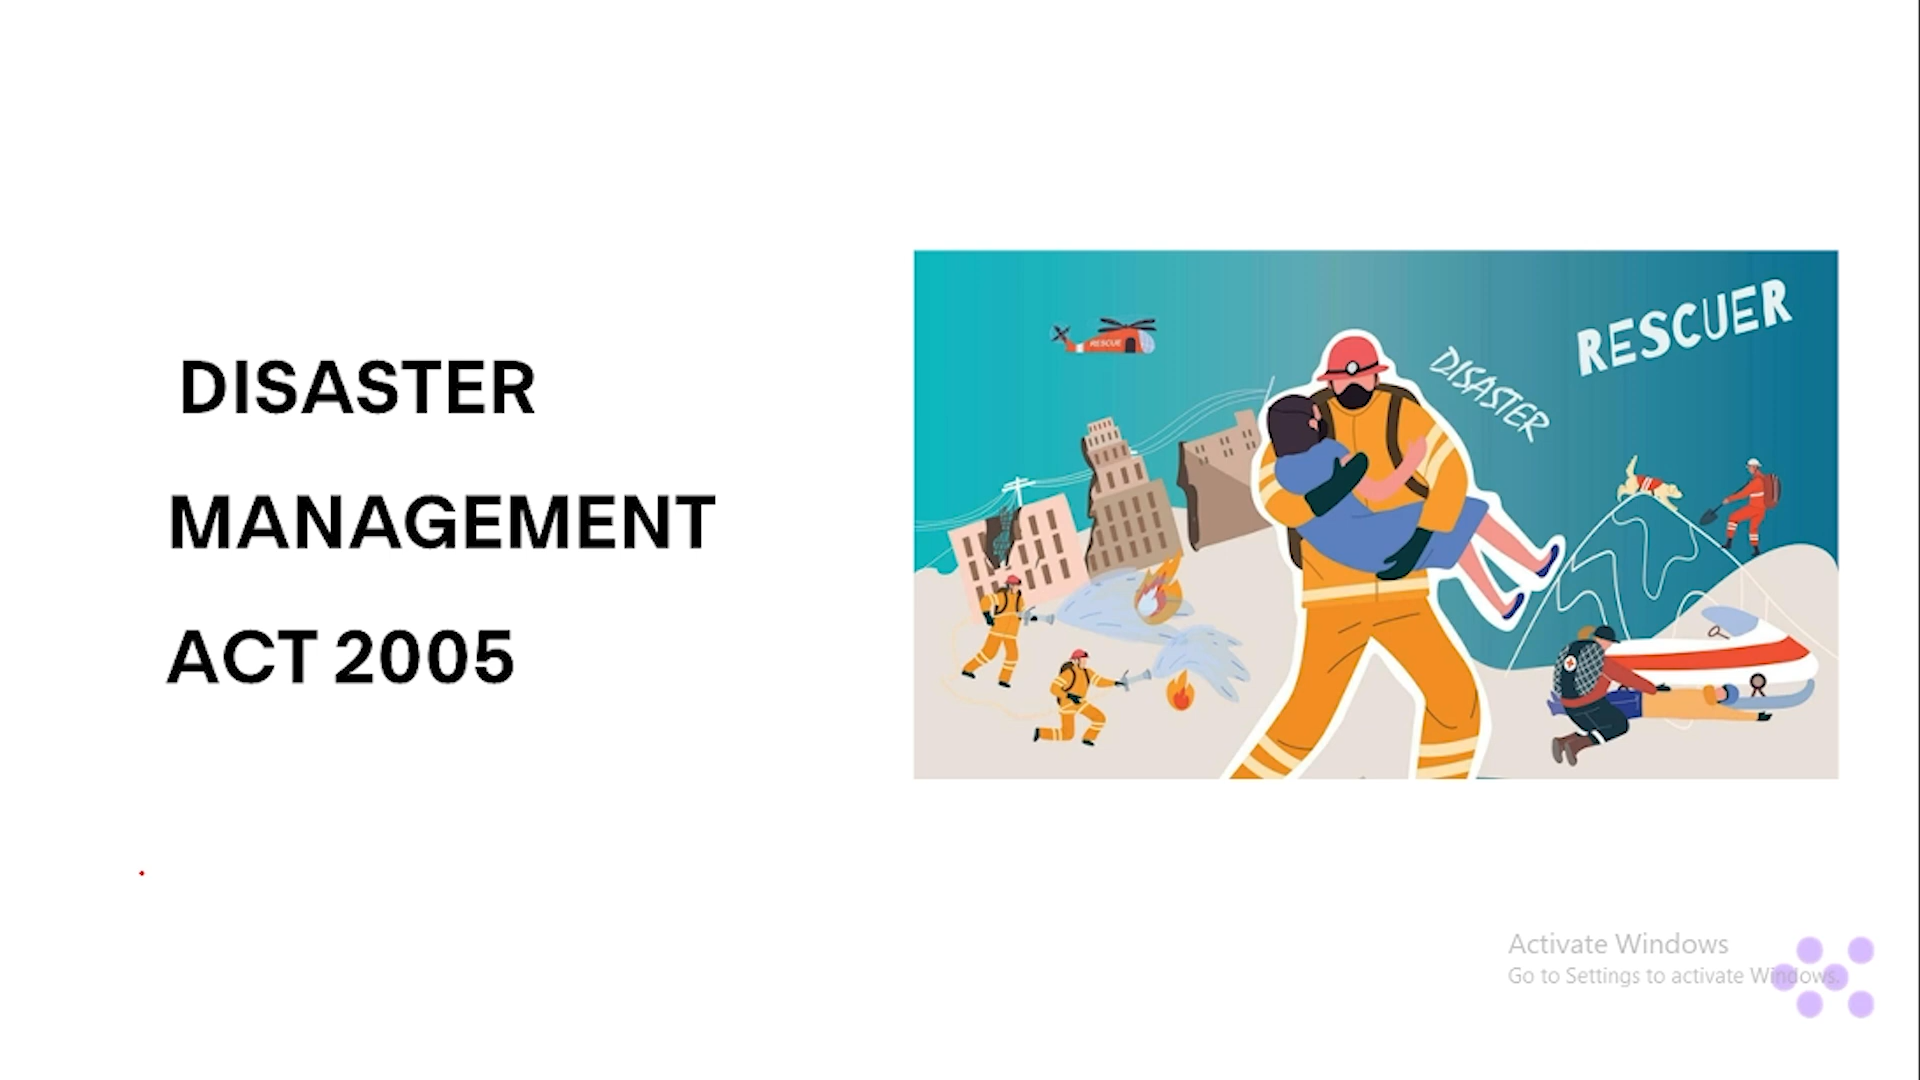 DISASTER
MANAGEMENT
ACT 2005
RESCUER
DISASTER
RESCUE
Activate Windows
Go to Settings to activate Windows.